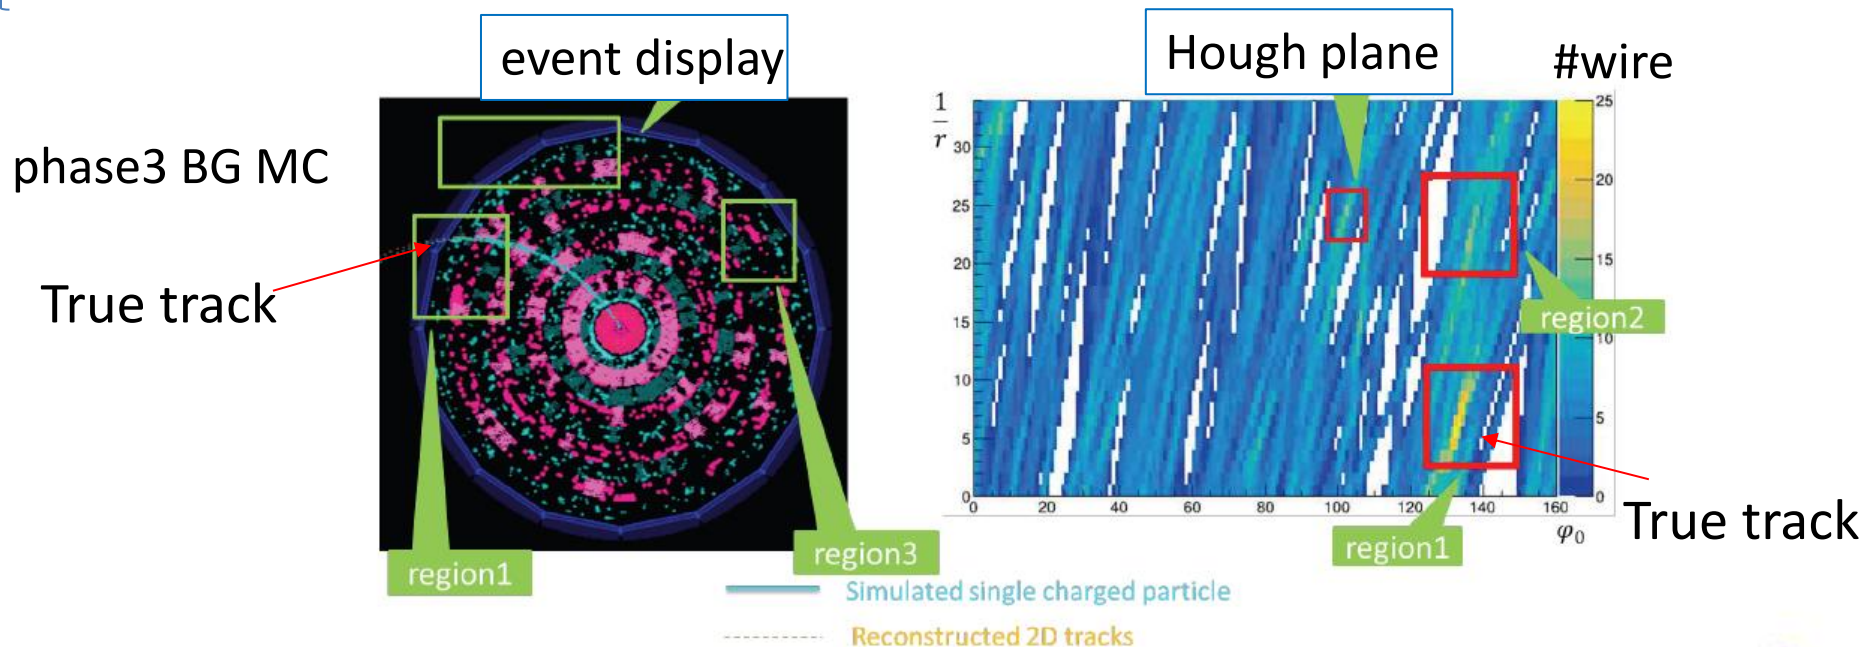 event display
Hough plane
#wire
phase3 BG MC
True track
region1
region3
1
r
30
25
20
15
10
5
0
0
20
40
60
80
100
120
140
160
φ0
25
20
15
10
5
0
region2
region1
True track
Simulated single charged particle
Reconstructed 2D tracks